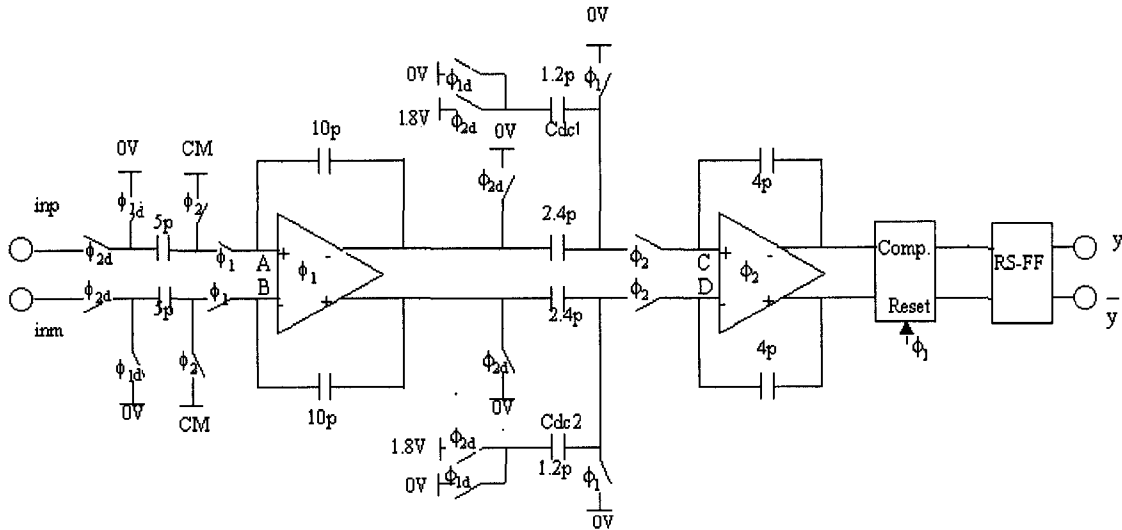 0V
0V ϕ1d 1.2p ϕ1
1.8V ϕ2d Cdc1
10p 0V 4p
0V CM
ϕ2d
inp ϕ1d 5p ϕ2 2.4p y
ϕ2d ϕ1 + - ϕ2 + - Comp. RS-FF
A ϕ1 C ϕ2
B D
ϕ2d 5p ϕ1 - + 2.4p ϕ2 - + Reset y
inm ϕ1
ϕ1d ϕ2 ϕ2d 4p
0V CM 10p 0V
Cdc2
1.8V ϕ2d 1.2p ϕ1
0V ϕ1d
0V